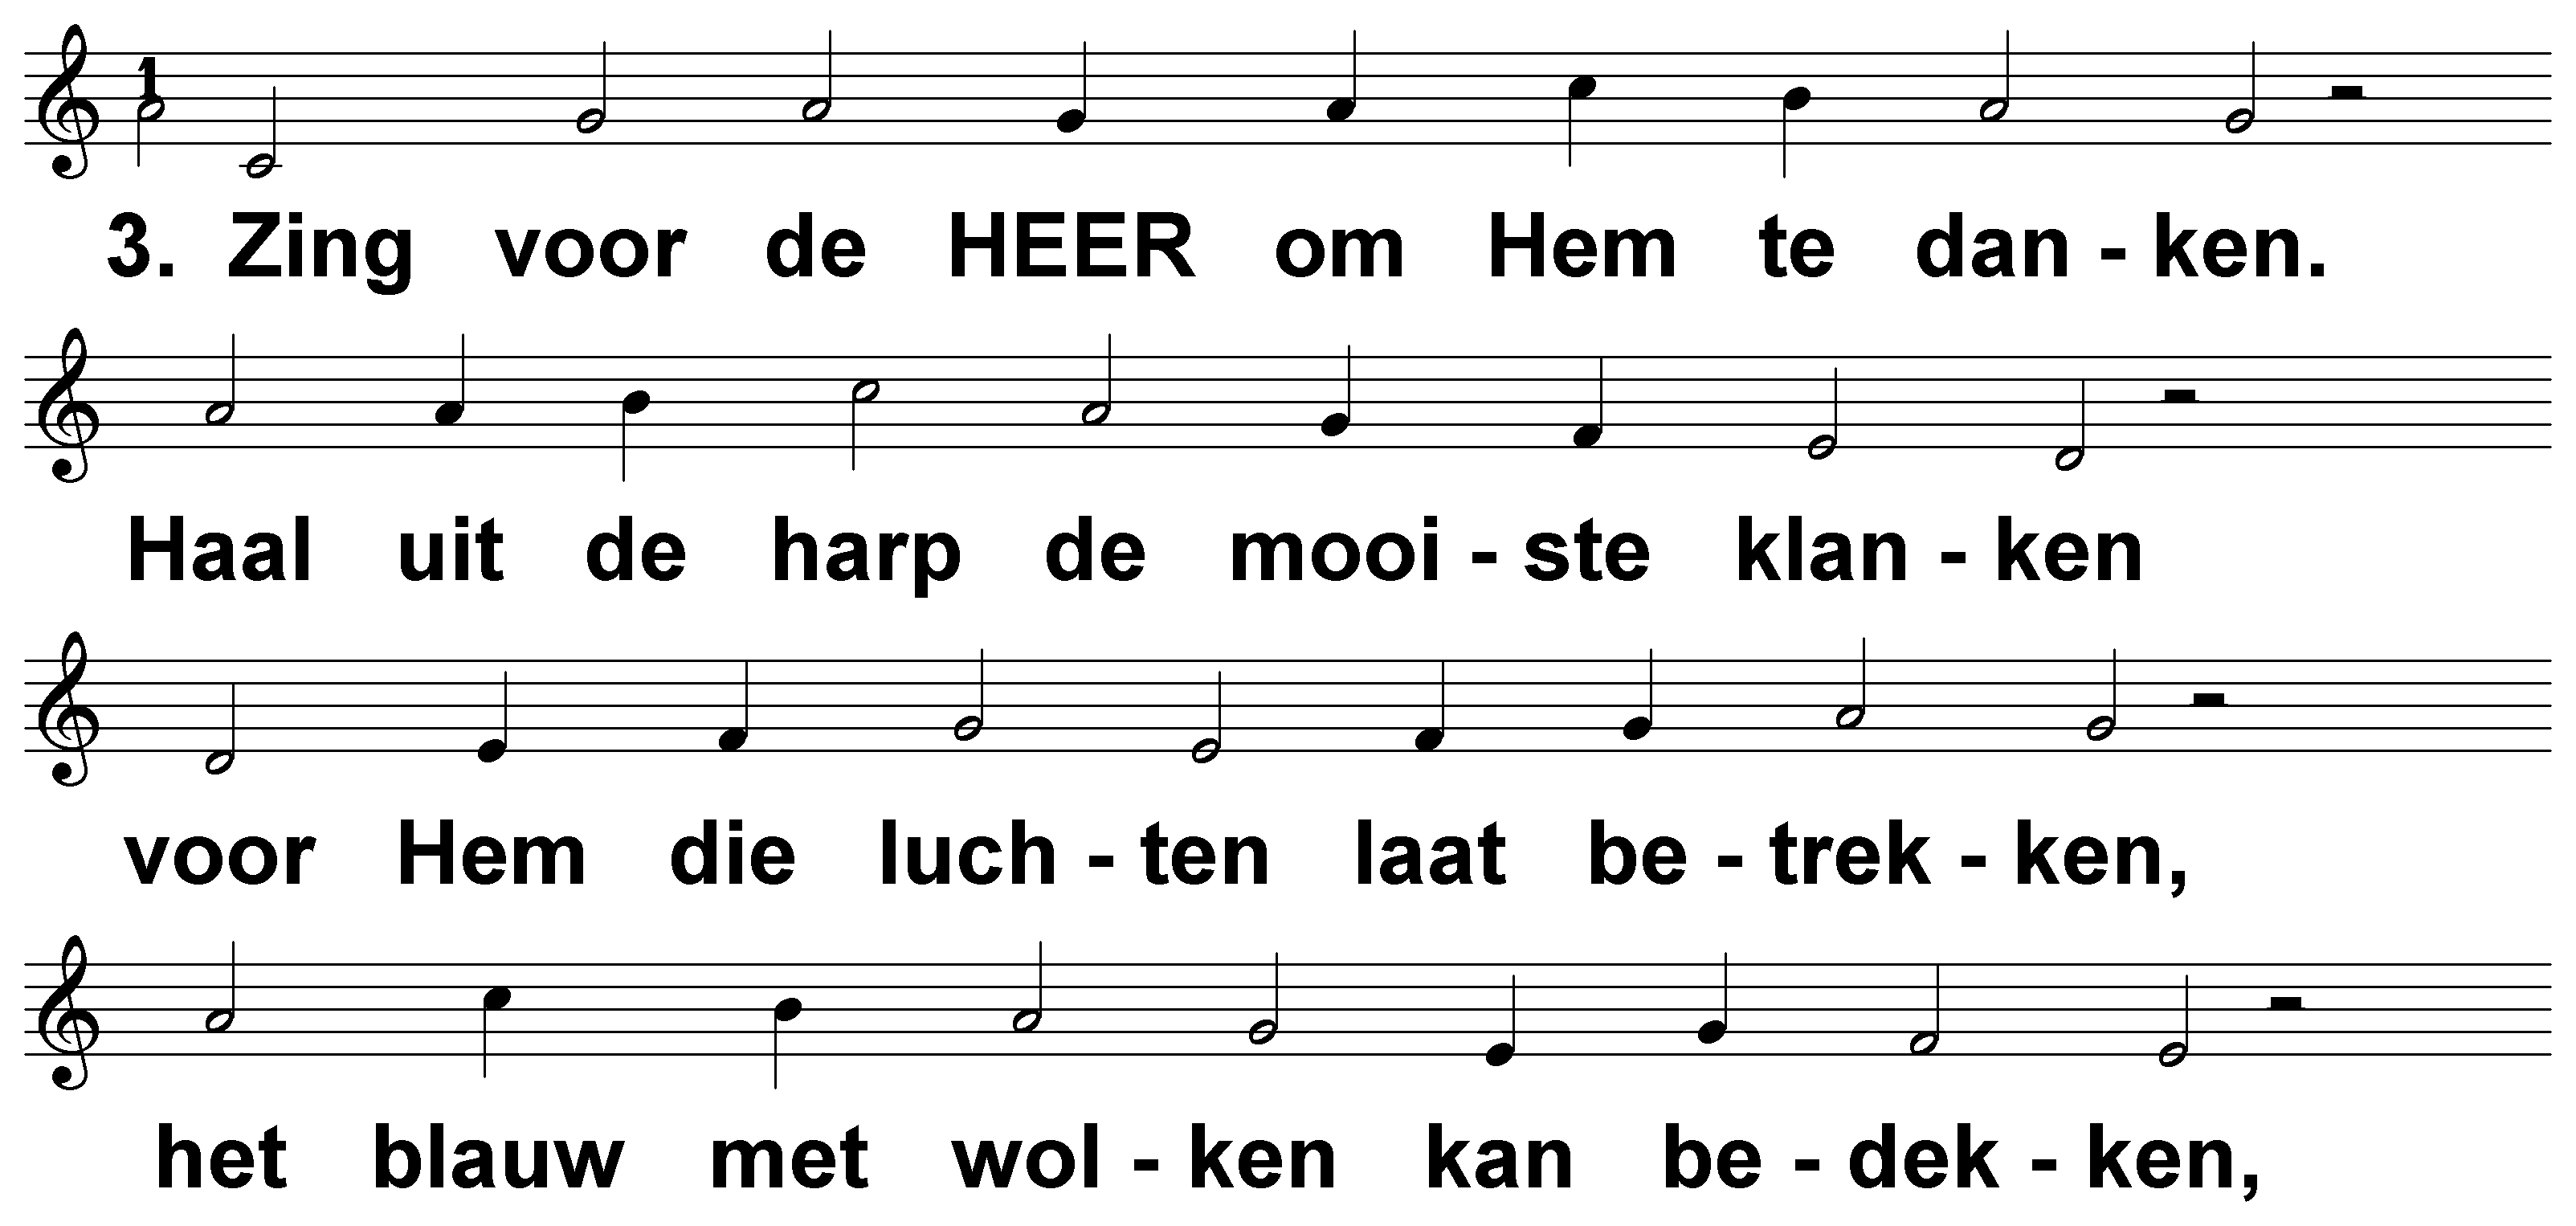 1
3. Zing voor de HEER om Hem te dan - ken.
Haal uit de harp de mooi - ste klan - ken
voor Hem die luch - ten laat be - trek - ken,
het blauw met wol - ken kan be - dek - ken,